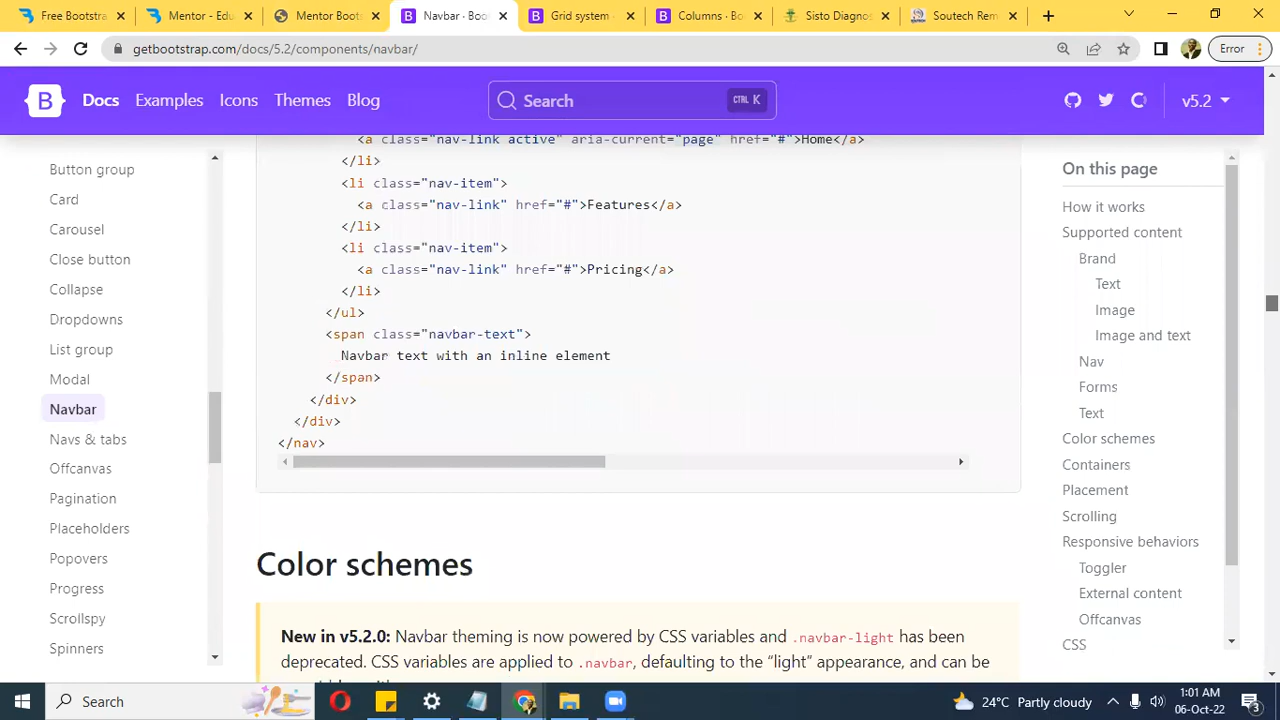 Free Bootstra
Mentor - Edu
Mentor Boots
Navbar - Boo
Grid system -
Columns - Bo
Sisto Diagnos
Soutech Rem
getbootstrap.com/docs/5.2/components/navbar/
Error
B
Docs
Examples
Icons
Themes
Blog
Search
CTRL K
v5.2
Button group
Card
Carousel
Close button
Collapse
Dropdowns
List group
Modal
Navbar
Navs & tabs
Offcanvas
Pagination
Placeholders
Popovers
Progress
Scrollspy
Spinners
<a class="nav-link active" aria-current="page" href="#">Home</a>
</li>
<li class="nav-item">
<a class="nav-link" href="#">Features</a>
</li>
<li class="nav-item">
<a class="nav-link" href="#">Pricing</a>
</li>
</ul>
<span class="navbar-text">
Navbar text with an inline element
</span>
</div>
</div>
</nav>
Color schemes
New in v5.2.0: Navbar theming is now powered by CSS variables and .navbar-light has been
deprecated. CSS variables are applied to .navbar, defaulting to the “light” appearance, and can be
On this page
How it works
Supported content
Brand
Text
Image
Image and text
Nav
Forms
Text
Color schemes
Containers
Placement
Scrolling
Responsive behaviors
Toggler
External content
Offcanvas
CSS
Search
24°C Partly cloudy
1:01 AM
06-Oct-22
3